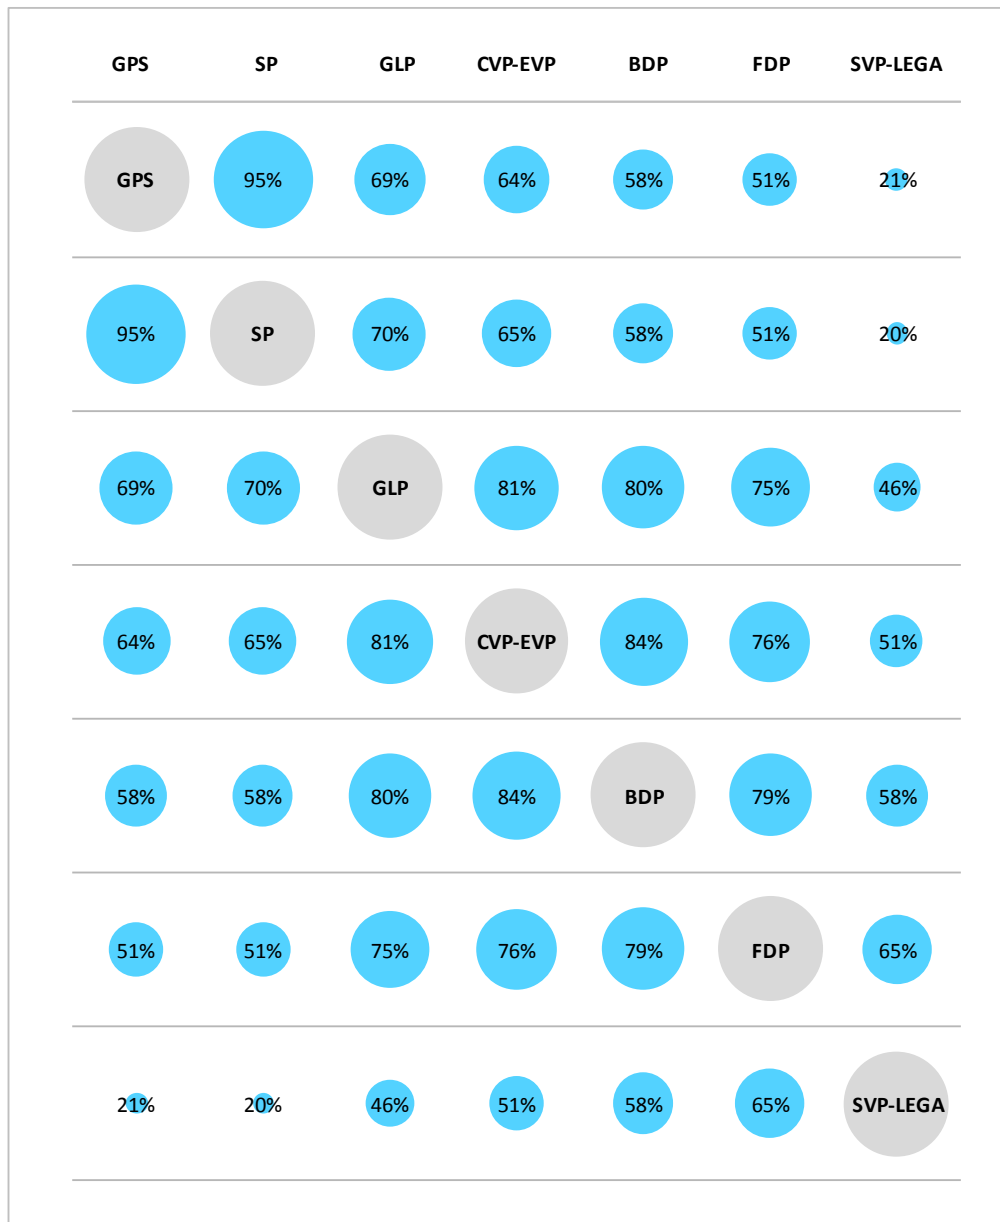 GPS SP GLP CVP-EVP BDP FDP SVP-LEGA
GPS 95% 69% 64% 58% 51% 21%
95% SP 70% 65% 58% 51% 20%
69% 70% GLP 81% 80% 75% 46%
64% 65% 81% CVP-EVP 84% 76% 51%
58% 58% 80% 84% BDP 79% 58%
51% 51% 75% 76% 79% FDP 65%
21% 20% 46% 51% 58% 65% SVP-LEGA